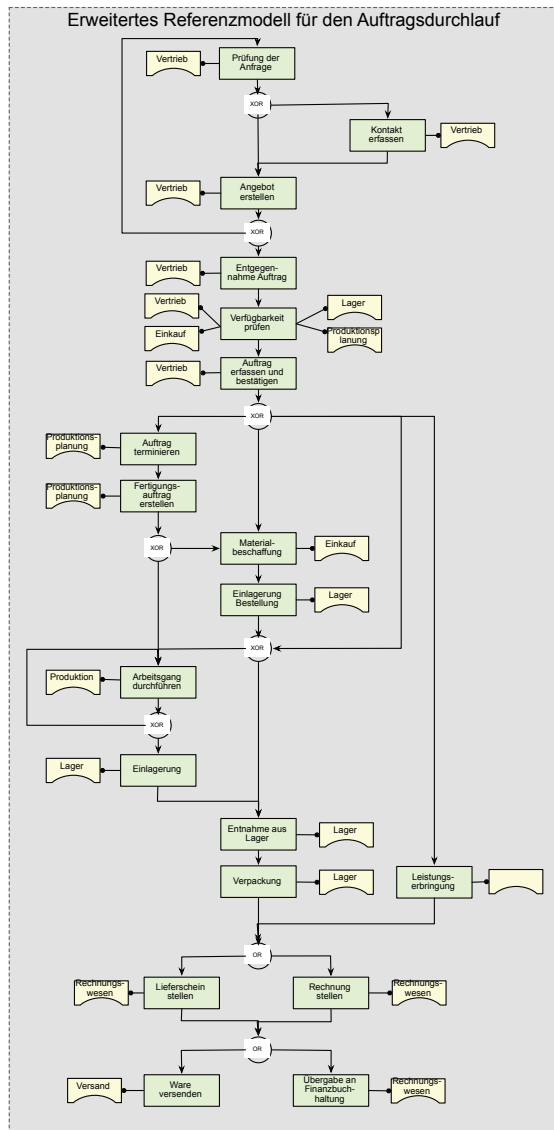 Erweitertes Referenzmodell für den Auftragsdurchlauf
Vertrieb
Prüfung der
Anfrage
XOR
Kontakt
erfassen
Vertrieb
Vertrieb
Angebot
erstellen
XOR
Vertrieb
Entgegen-
nahme Auftrag
Vertrieb
Einkauf
Verfügbarkeit
prüfen
Lager
Produktionsp
lanung
Vertrieb
Auftrag
erfassen und
bestätigen
XOR
Produktions-
planung
Auftrag
terminieren
Produktions-
planung
Fertigungs-
auftrag
erstellen
XOR
Material-
beschaffung
Einkauf
Einlagerung
Bestellung
Lager
XOR
Produktion
Arbeitsgang
durchführen
XOR
Lager
Einlagerung
Entnahme aus
Lager
Lager
Verpackung
Lager
Leistungs-
erbringung
OR
Rechnungs-
wesen
Lieferschein
stellen
Rechnung
stellen
Rechnungs-
wesen
OR
Versand
Ware
versenden
Übergabe an
Finanzbuch-
haltung
Rechnungs-
wesen